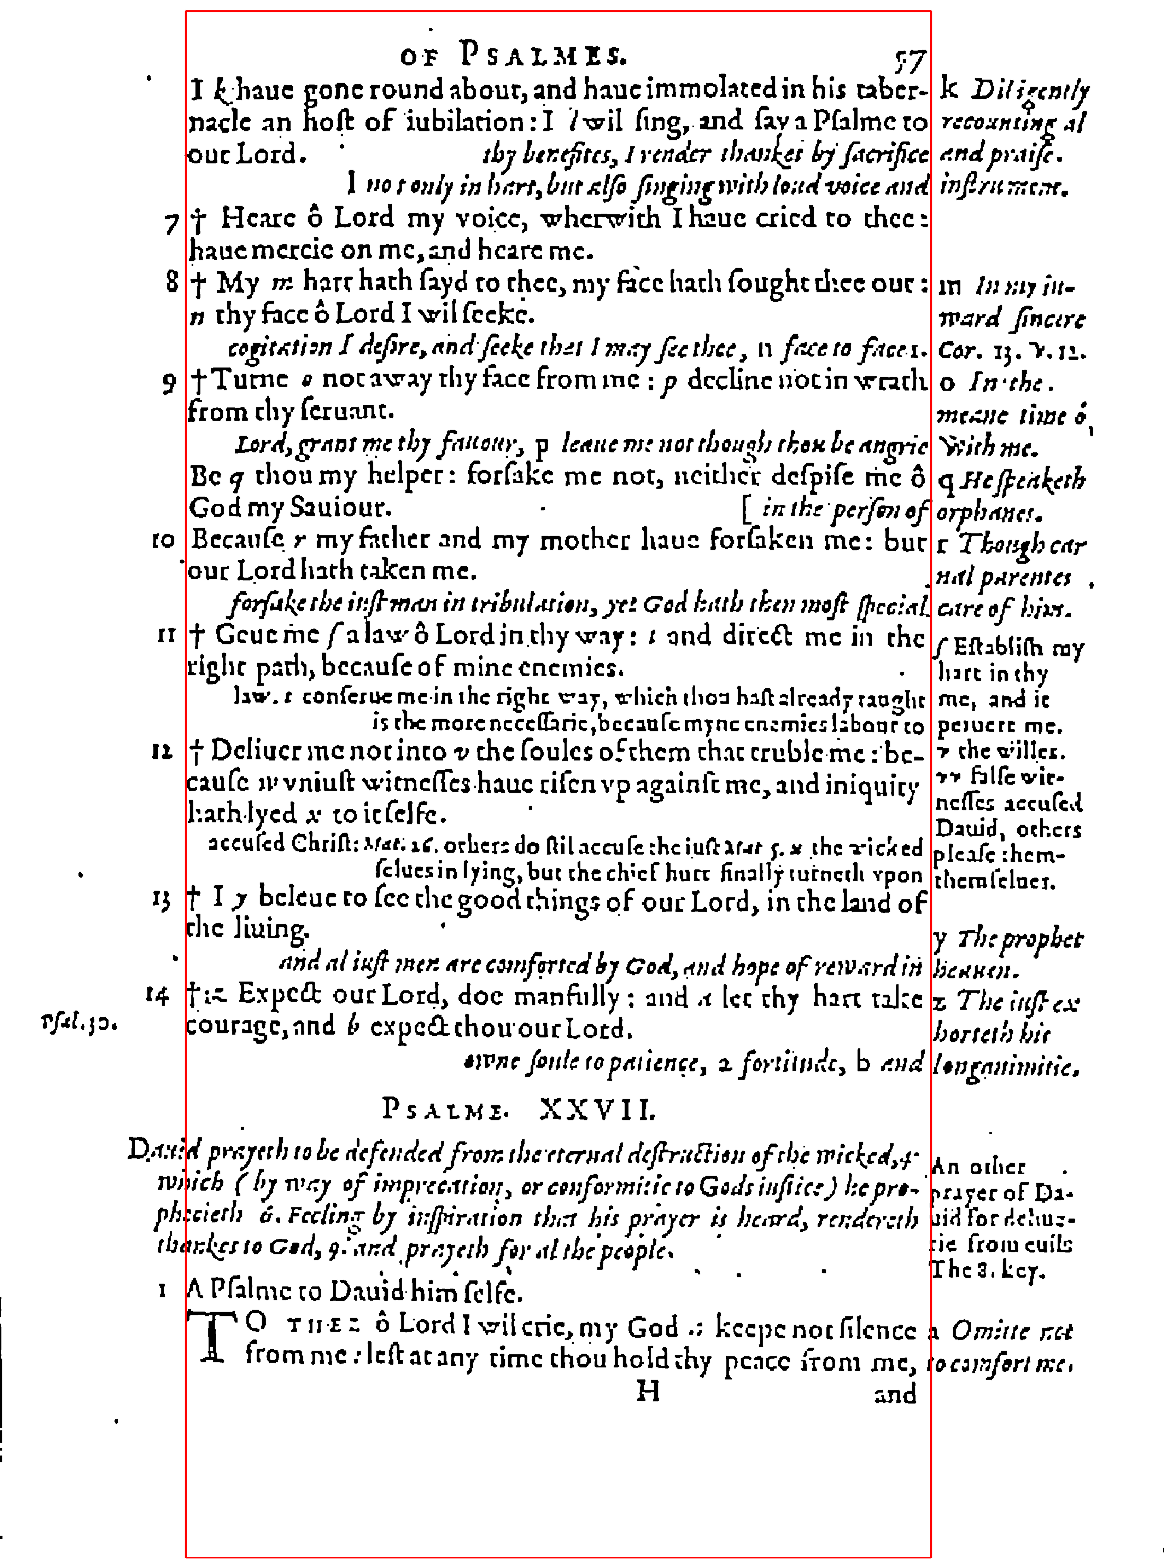 OF PSALMES. 57
I k haue gone round about, and haue immolated in his taber- k Diligently
nacle an host of iubilation: I l wil sing, and say a Psalme to recounting al
our Lord. thy benefites, I render thankes by sacrifice and praise.
l not only in hart, but also singing with loud voice and instrument.
7 † Heare ô Lord my voice, wherwith I haue cried to thee:
haue mercie on me, and heare me.
8 † My m hart hath sayd to thee, my face hath sought thee out: m In my in-
n thy face ô Lord I wil seeke. ward sincere
cogitation I desire, and seeke that I may see thee, n face to face 1. Cor. 13. v. 12.
9 † Turne o not away thy face from me: p decline not in wrath o In the
from thy seruant. meane time ô
Lord, grant me thy fauour, p leaue me not though thou be angrie With me.
Be q thou my helper: forsake me not, neither despise me ô q He speaketh
God my Sauiour. [ in the person of orphanes.
10 Because r my father and my mother haue forsaken me: but r Though car
our Lord hath taken me. nal parentes
forsake the iust man in tribulation, yet God hath then most special care of him.
11 † Geue me ſ a law ô Lord in thy way: t and direct me in the ſ Establish my
right path, because of mine enemies. hart in thy
law. t conserue me in the right way, which thou hast already taught me, and it
is the more necessarie, because myne enemies labour to peruert me.
12 † Deliuer me not into v the soules of them that truble me: be- v the willes.
cause w vniust witnesses haue risen vp against me, and iniquity w false wit-
hath lyed x to it selfe. nesses accused
Dauid, others
accused Christ: Mat. 26. others do stil accuse the iust Mat 5. x the wicked please them-
selues in lying, but the chief hurt finally turneth vpon themselues.
13 † I y beleue to see the good things of our Lord, in the land of
the liuing. y The prophet
and al iust men are comforted by God, and hope of reward in heauen.
14 † z Expect our Lord, doe manfully: and a let thy hart take z The iust ex
Psal. 30. courage, and b expect thou our Lord. horteth his
owne soule to patience, a fortitude, b and longanimitie.
PSALME. XXVII.
Dauid prayeth to be defended from the eternal destruction of the wicked, 4. An other
which (by way of imprecation, or conformitie to Gods iustice) he pro- prayer of Da-
phecieth 6. Feeling by inspiration that his prayer is heard, rendereth uid for deliue-
thankes to God, 9. and prayeth for al the people. rie from euils
The 3. key.
1 A Psalme to Dauid him selfe.
TO THEE ô Lord I wil crie, my God a keepe not silence a Omitte not
from me: lest at any time thou hold thy peace from me, to comfort me.
H and